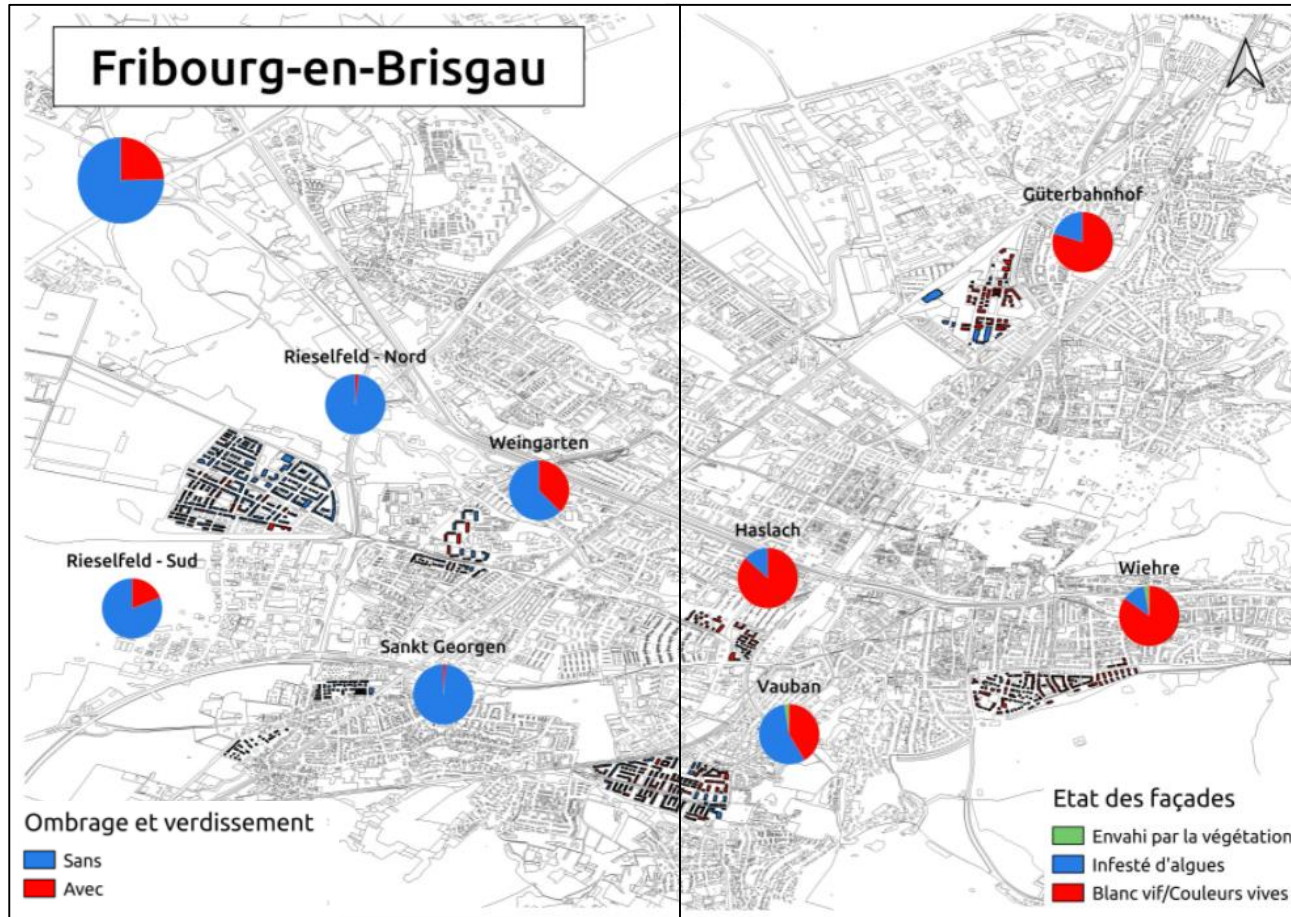 Fribourg-en-Brisgau
Güterbahnhof
Rieselfeld - Nord
Weingarten
Haslach
Rieselfeld - Sud
Wiehre
Sankt Georgen
Vauban
Ombrage et verdissement
Sans
Avec
Etat des façades
Envahi par la végétation
Infesté d'algues
Blanc vif/Couleurs vives